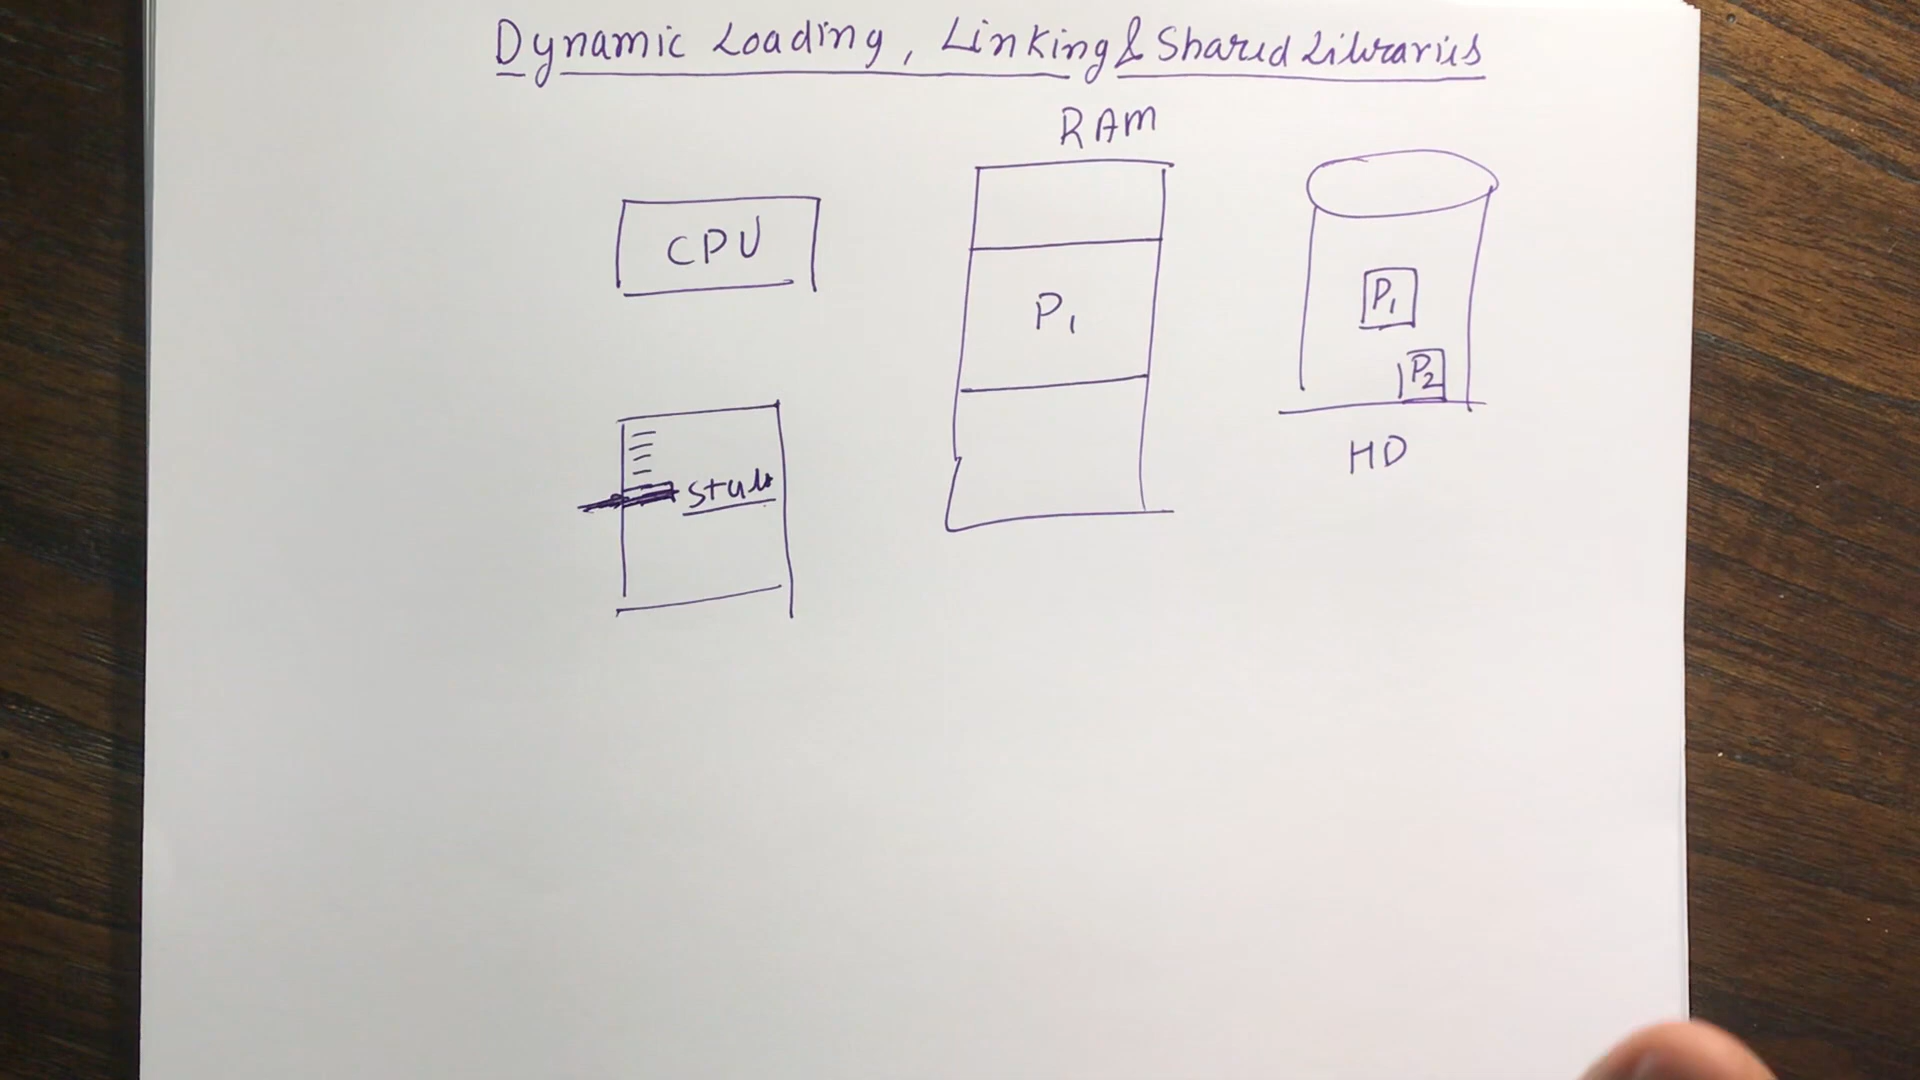 Dynamic Loading, Linking & Shared Libraries
RAM
CPU
P1
P1
P2
HD
stub